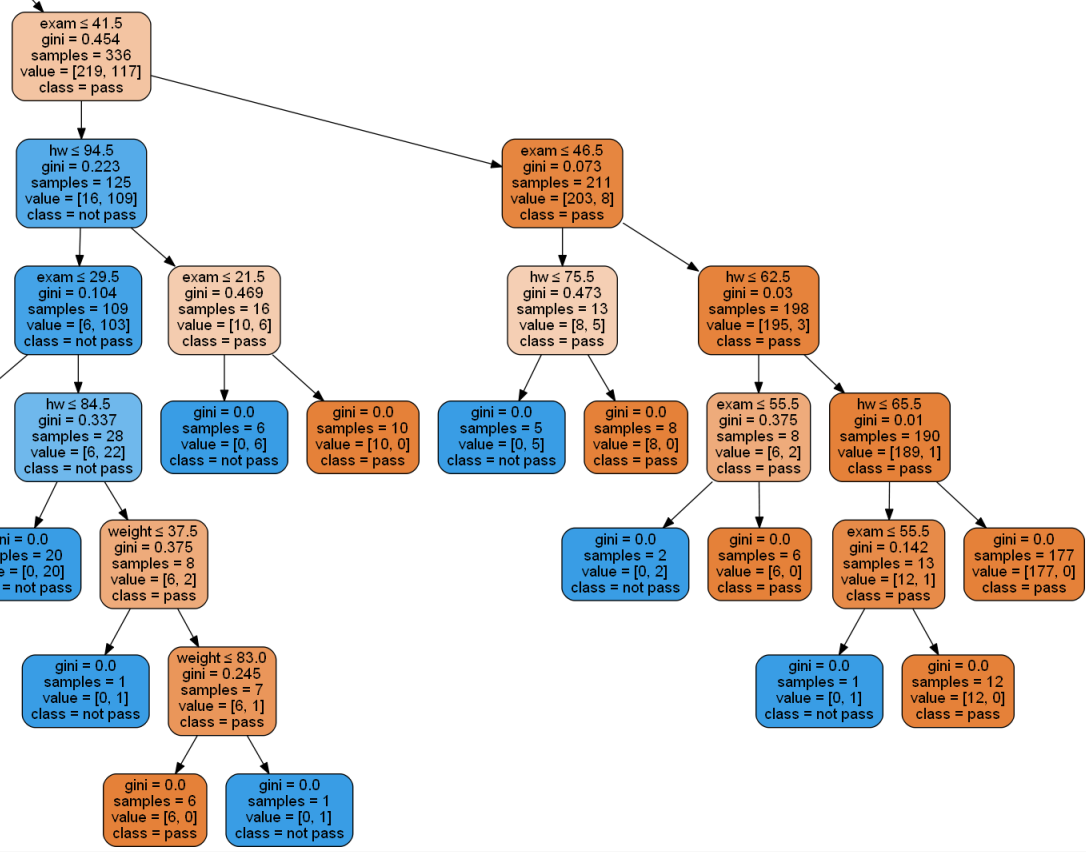 exam ≤ 41.5
gini = 0.454
samples = 336
value = [219, 117]
class = pass
hw ≤ 94.5
gini = 0.223
samples = 125
value = [16, 109]
class = not pass
exam ≤ 46.5
gini = 0.073
samples = 211
value = [203, 8]
class = pass
exam ≤ 29.5
gini = 0.104
samples = 109
value = [6, 103]
class = not pass
exam ≤ 21.5
gini = 0.469
samples = 16
value = [10, 6]
class = pass
hw ≤ 75.5
gini = 0.473
samples = 13
value = [8, 5]
class = pass
hw ≤ 62.5
gini = 0.03
samples = 198
value = [195, 3]
class = pass
hw ≤ 84.5
gini = 0.337
samples = 28
value = [6, 22]
class = not pass
gini = 0.0
samples = 6
value = [0, 6]
class = not pass
gini = 0.0
samples = 10
value = [10, 0]
class = pass
gini = 0.0
samples = 5
value = [0, 5]
class = not pass
gini = 0.0
samples = 8
value = [8, 0]
class = pass
exam ≤ 55.5
gini = 0.375
samples = 8
value = [6, 2]
class = pass
hw ≤ 65.5
gini = 0.01
samples = 190
value = [189, 1]
class = pass
ni = 0.0
ples = 20
e = [0, 20]
= not pass
weight ≤ 37.5
gini = 0.375
samples = 8
value = [6, 2]
class = pass
gini = 0.0
samples = 2
value = [0, 2]
class = not pass
gini = 0.0
samples = 6
value = [6, 0]
class = pass
exam ≤ 55.5
gini = 0.142
samples = 13
value = [12, 1]
class = pass
gini = 0.0
samples = 177
value = [177, 0]
class = pass
gini = 0.0
samples = 1
value = [0, 1]
class = not pass
weight ≤ 83.0
gini = 0.245
samples = 7
value = [6, 1]
class = pass
gini = 0.0
samples = 1
value = [0, 1]
class = not pass
gini = 0.0
samples = 12
value = [12, 0]
class = pass
gini = 0.0
samples = 6
value = [6, 0]
class = pass
gini = 0.0
samples = 1
value = [0, 1]
class = not pass